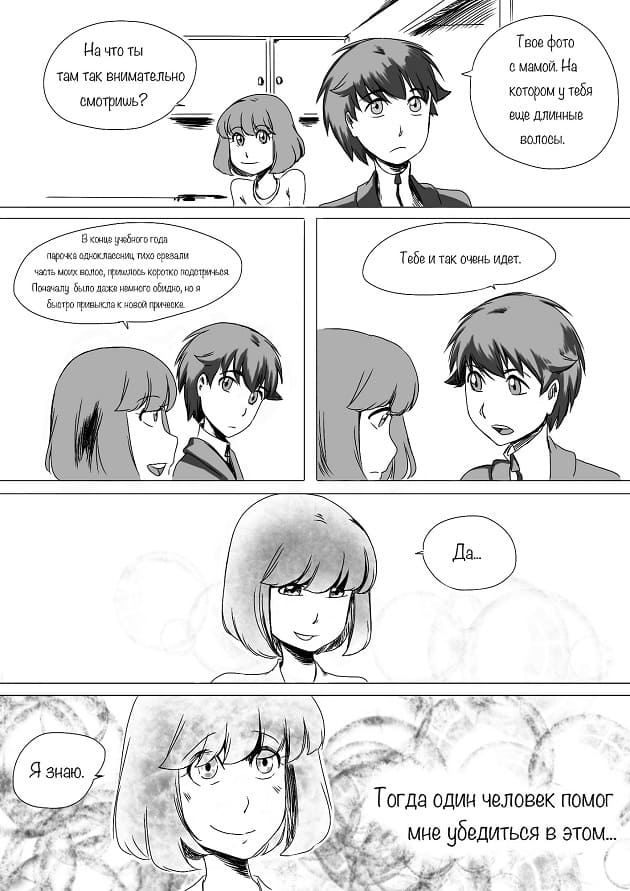 На что ты
там так внимательно
смотришь?
Твое фото
с мамой. На
котором у тебя
еще длинные
волосы.
В конце учебного года
парочка одноклассниц тихо срезали
часть моих волос, пришлось коротко подстричься.
Поначалу было даже немного обидно, но я
быстро привыкла к новой прическе.
Тебе и так очень идет.
Да...
Я знаю.
Тогда один человек помог
мне убедиться в этом...